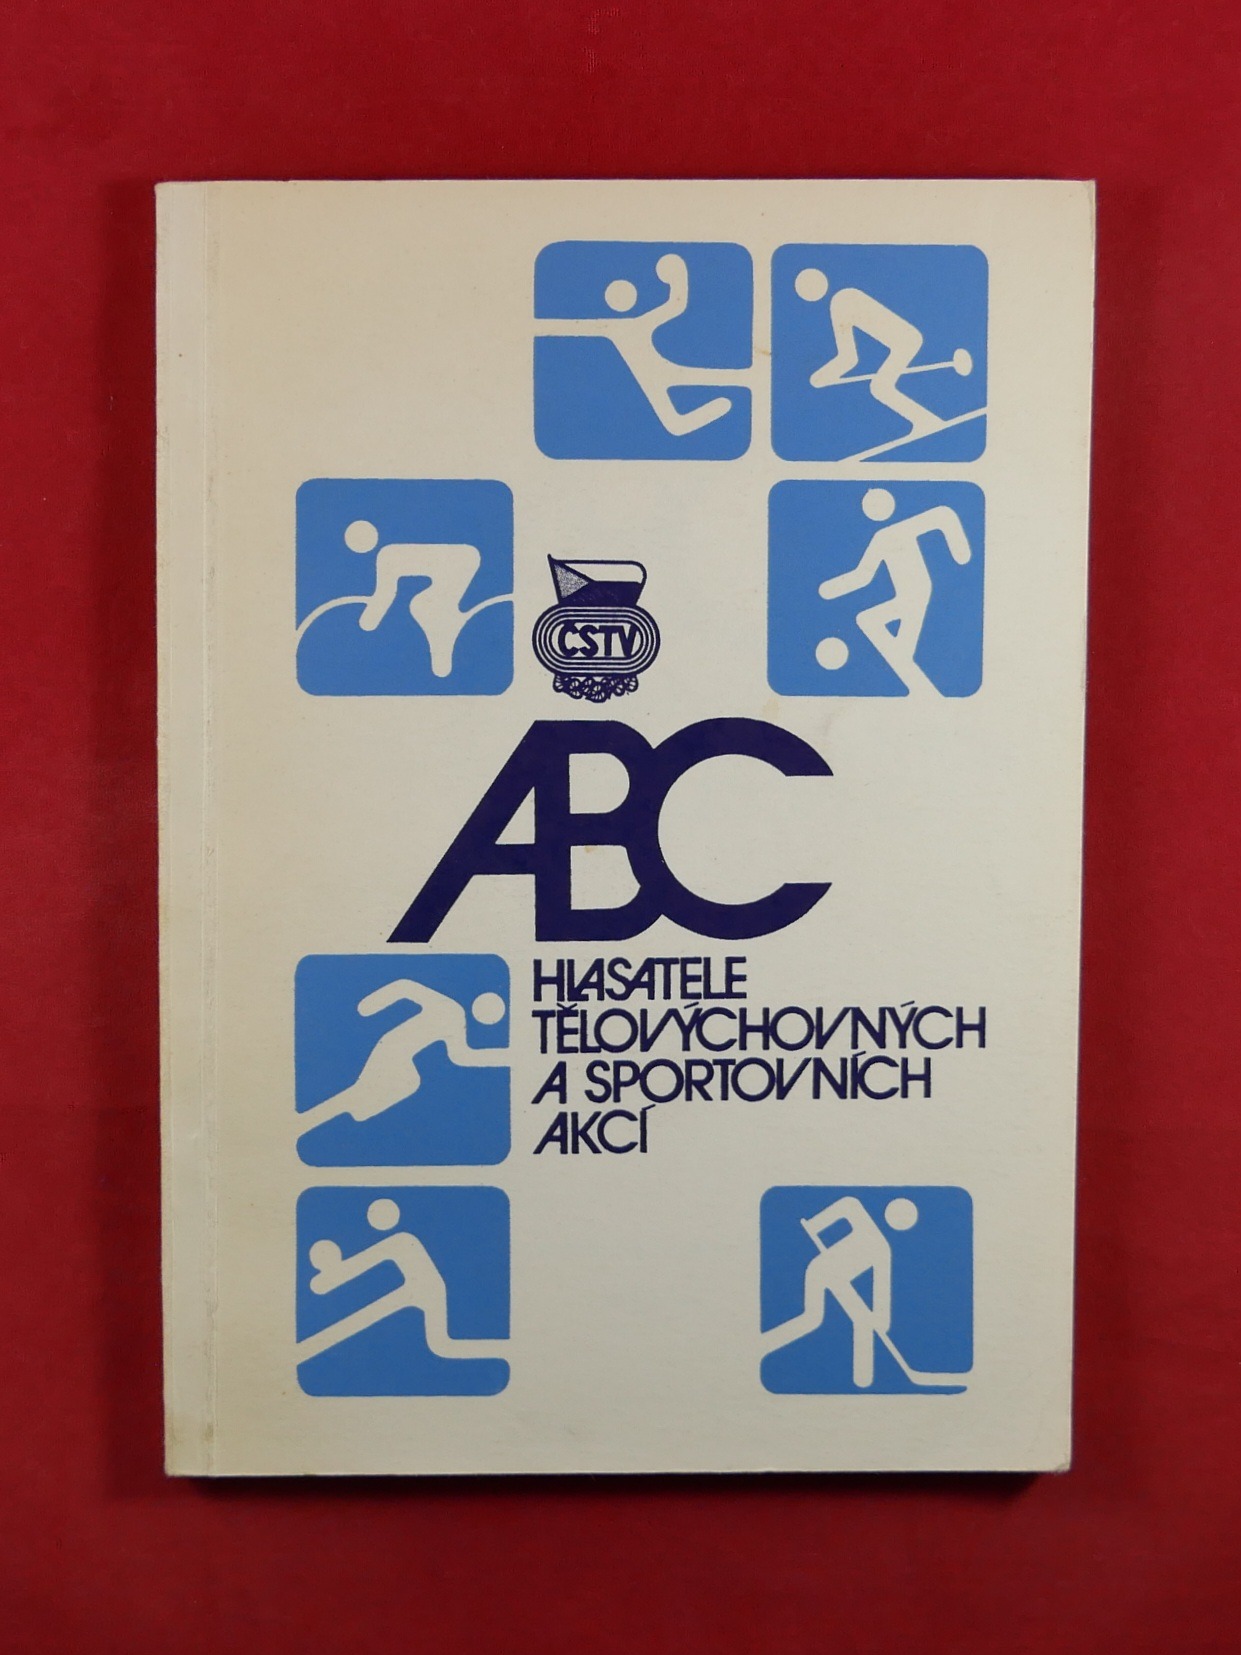 ČSTV
ABC
HLASATELE
TĚLOVÝCHOVNÝCH
A SPORTOVNÍCH
AKCÍ